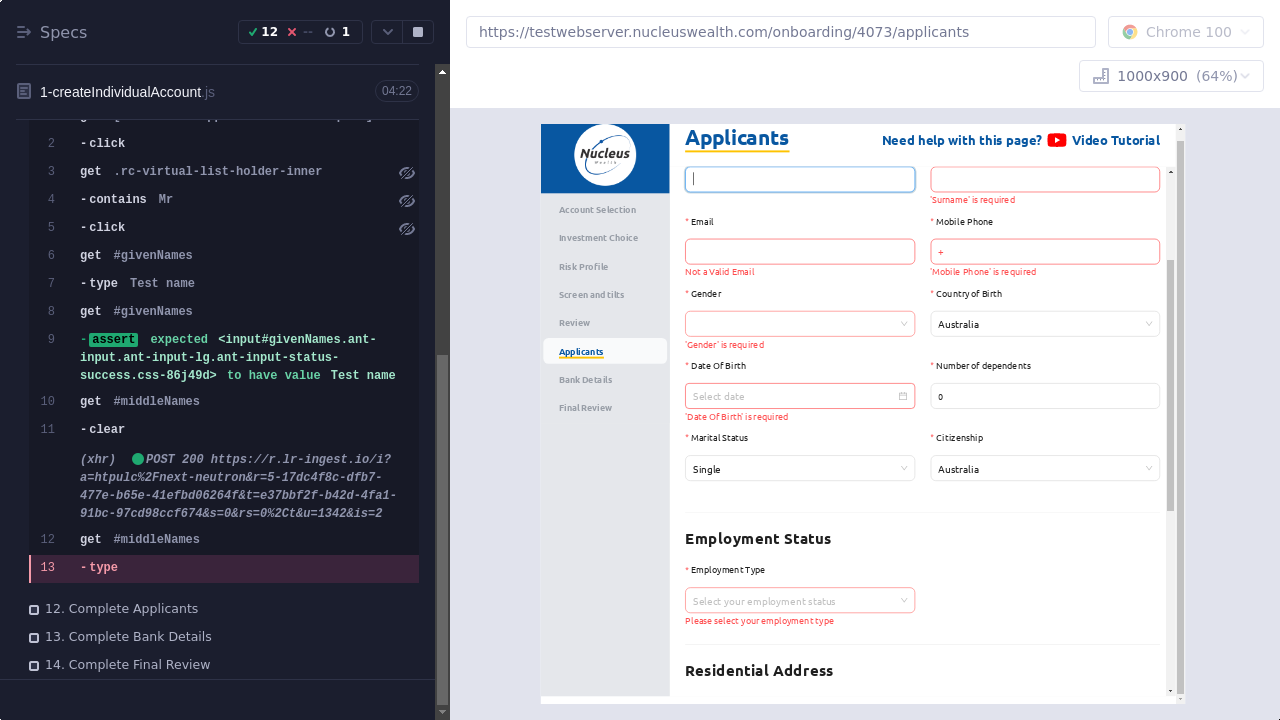 Specs
12
--
1
https://testwebserver.nucleuswealth.com/onboarding/4073/applicants
Chrome 100
1000x900 (64%)
1-createIndividualAccount.js
04:22
2 -click
3 get .rc-virtual-list-holder-inner
4 -contains Mr
5 -click
6 get #givenNames
7 -type Test name
8 get #givenNames
9 -assert expected <input#givenNames.ant-
input.ant-input-lg.ant-input-status-
success.css-86j49d> to have value Test name
10 get #middleNames
11 -clear
(xhr) POST 200 https://r.lr-ingest.io/i?
a=htpulc%2Fnext-neutron&r=5-17dc4f8c-dfb7-
477e-b65e-41efbd06264f&t=e37bbf2f-b42d-4fa1-
91bc-97cd98ccf674&s=0&rs=0%2Ct&u=1342&is=2
12 get #middleNames
13 -type
12. Complete Applicants
13. Complete Bank Details
14. Complete Final Review
Nucleus
Wealth
Account Selection
Investment Choice
Risk Profile
Screen and tilts
Review
Applicants
Bank Details
Final Review
Applicants
Need help with this page? Video Tutorial
'Surname' is required
* Email
* Mobile Phone
+
Not a Valid Email
'Mobile Phone' is required
* Gender
* Country of Birth
Australia
'Gender' is required
* Date Of Birth
* Number of dependents
Select date
0
'Date Of Birth' is required
* Marital Status
* Citizenship
Single
Australia
Employment Status
* Employment Type
Select your employment status
Please select your employment type
Residential Address